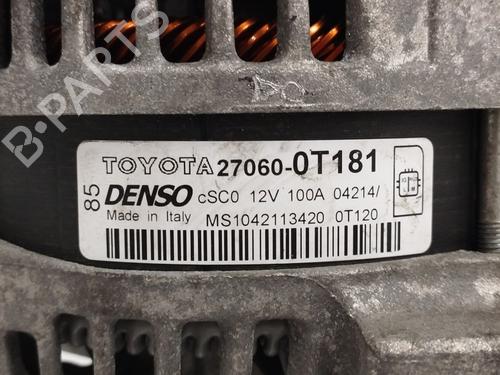 B-PARTS
TOYOTA 27060-0T181
85
DENSO cSC0 12V 100A 04214/
Made in Italy MS1042113420 0T120